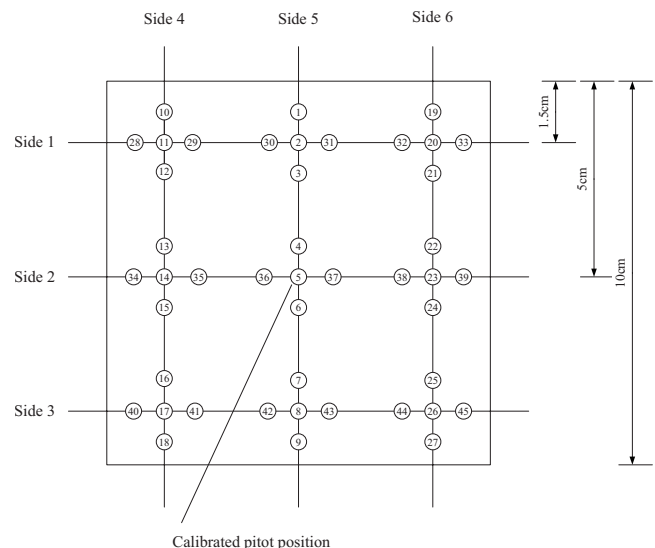 Side 4 Side 5 Side 6
10 1 19
Side 1 28 11 29 30 2 31 32 20 33
12 3 21
13 4 22
Side 2 34 14 35 36 5 37 38 23 39
15 6 24
16 7 25
Side 3 40 17 41 42 8 43 44 26 45
18 9 27
1.5cm
5cm
10cm
Calibrated pitot position